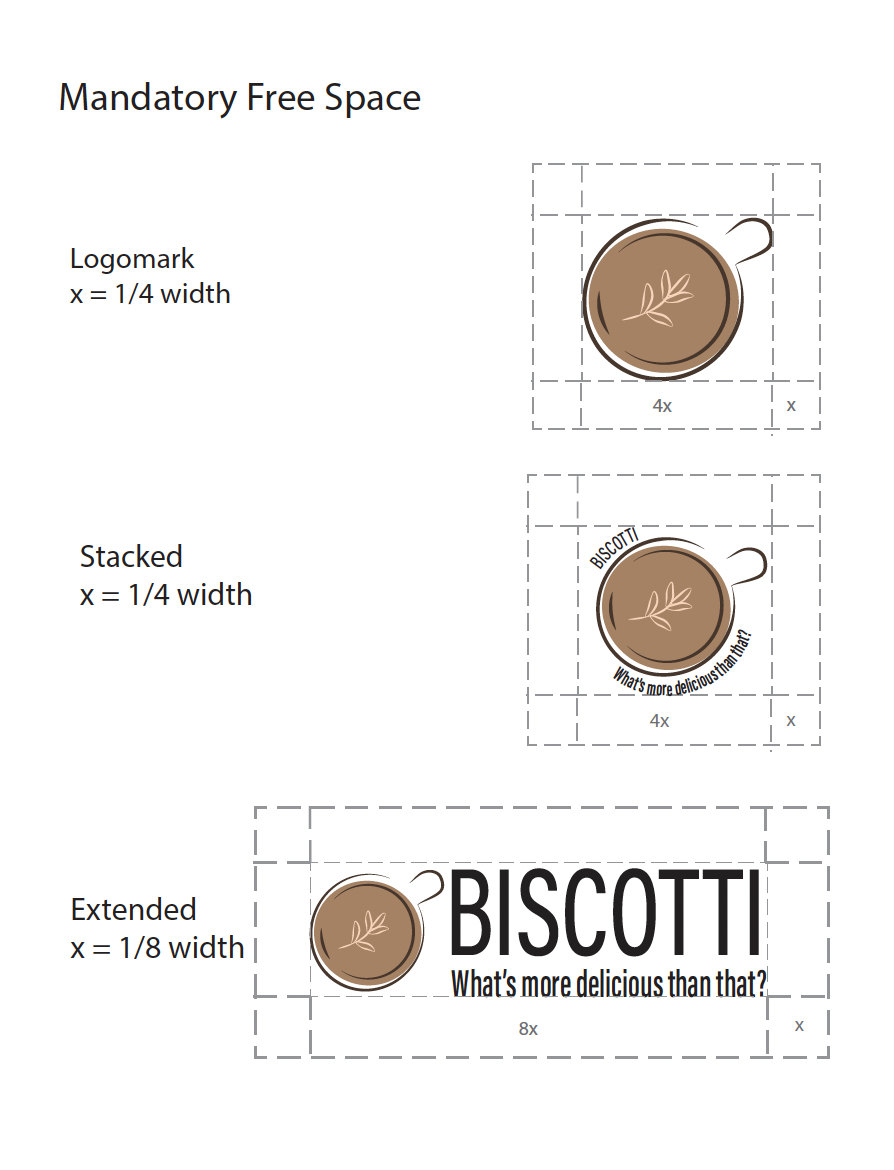 Mandatory Free Space
Logomark
x = 1/4 width
4x
x
Stacked
x = 1/4 width
BISCOTTI
What's more delicious than that?
4x
x
Extended
x = 1/8 width
BISCOTTI
What's more delicious than that?
8x
x